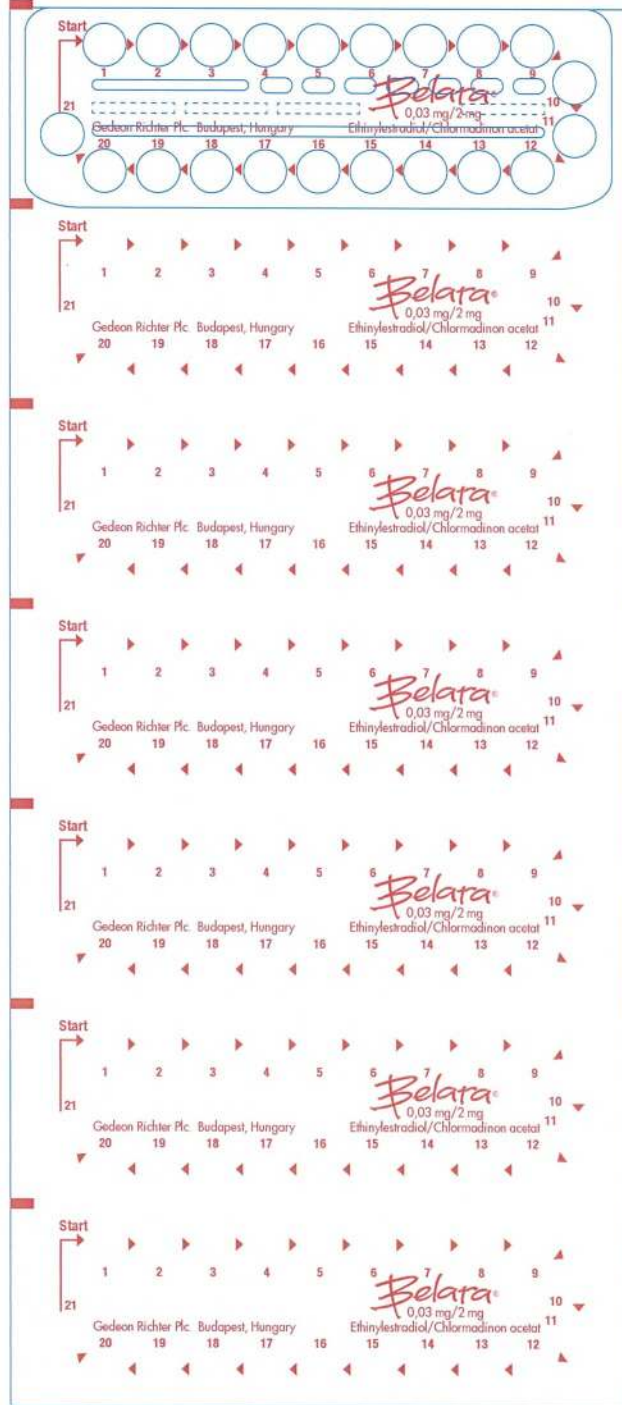 Start
1 2 3 4 5 6 7 8 9
Belara®
21 0,03 mg/2 mg 10
Gedeon Richter Plc. Budapest, Hungary Ethinylestradiol/Chlormadinon acetat 11
20 19 18 17 16 15 14 13 12
Start
1 2 3 4 5 6 7 8 9
Belara®
21 0,03 mg/2 mg 10
Gedeon Richter Plc. Budapest, Hungary Ethinylestradiol/Chlormadinon acetat 11
20 19 18 17 16 15 14 13 12
Start
1 2 3 4 5 6 7 8 9
Belara®
21 0,03 mg/2 mg 10
Gedeon Richter Plc. Budapest, Hungary Ethinylestradiol/Chlormadinon acetat 11
20 19 18 17 16 15 14 13 12
Start
1 2 3 4 5 6 7 8 9
Belara®
21 0,03 mg/2 mg 10
Gedeon Richter Plc. Budapest, Hungary Ethinylestradiol/Chlormadinon acetat 11
20 19 18 17 16 15 14 13 12
Start
1 2 3 4 5 6 7 8 9
Belara®
21 0,03 mg/2 mg 10
Gedeon Richter Plc. Budapest, Hungary Ethinylestradiol/Chlormadinon acetat 11
20 19 18 17 16 15 14 13 12
Start
1 2 3 4 5 6 7 8 9
Belara®
21 0,03 mg/2 mg 10
Gedeon Richter Plc. Budapest, Hungary Ethinylestradiol/Chlormadinon acetat 11
20 19 18 17 16 15 14 13 12
Start
1 2 3 4 5 6 7 8 9
Belara®
21 0,03 mg/2 mg 10
Gedeon Richter Plc. Budapest, Hungary Ethinylestradiol/Chlormadinon acetat 11
20 19 18 17 16 15 14 13 12